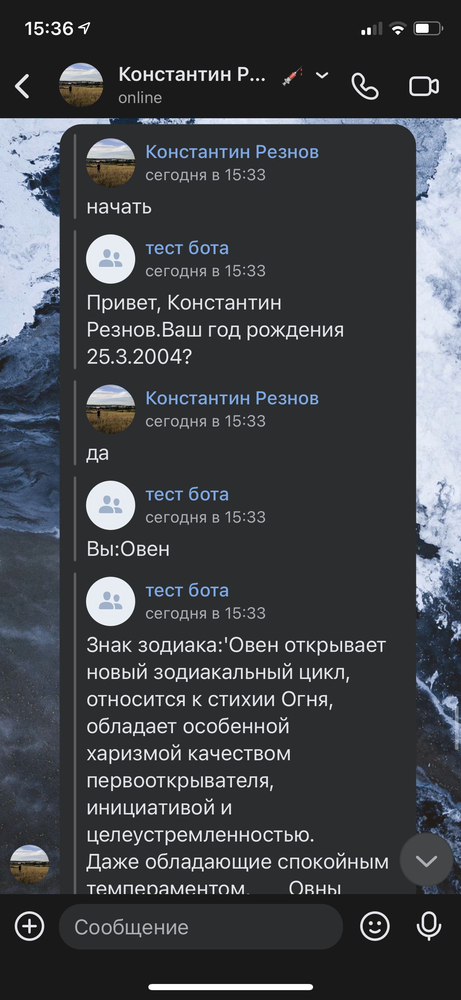 15:36
Константин Р...
online
Константин Резнов
сегодня в 15:33
начать
тест бота
сегодня в 15:33
Привет, Константин
Резнов.Ваш год рождения
25.3.2004?
Константин Резнов
сегодня в 15:33
да
тест бота
сегодня в 15:33
Вы:Овен
тест бота
сегодня в 15:33
Знак зодиака:'Овен открывает
новый зодиакальный цикл,
относится к стихии Огня,
обладает особенной
харизмой качеством
первооткрывателя,
инициативой и
целеустремленностью.
Даже обладающие спокойным
темпераментом, Овны
Сообщение